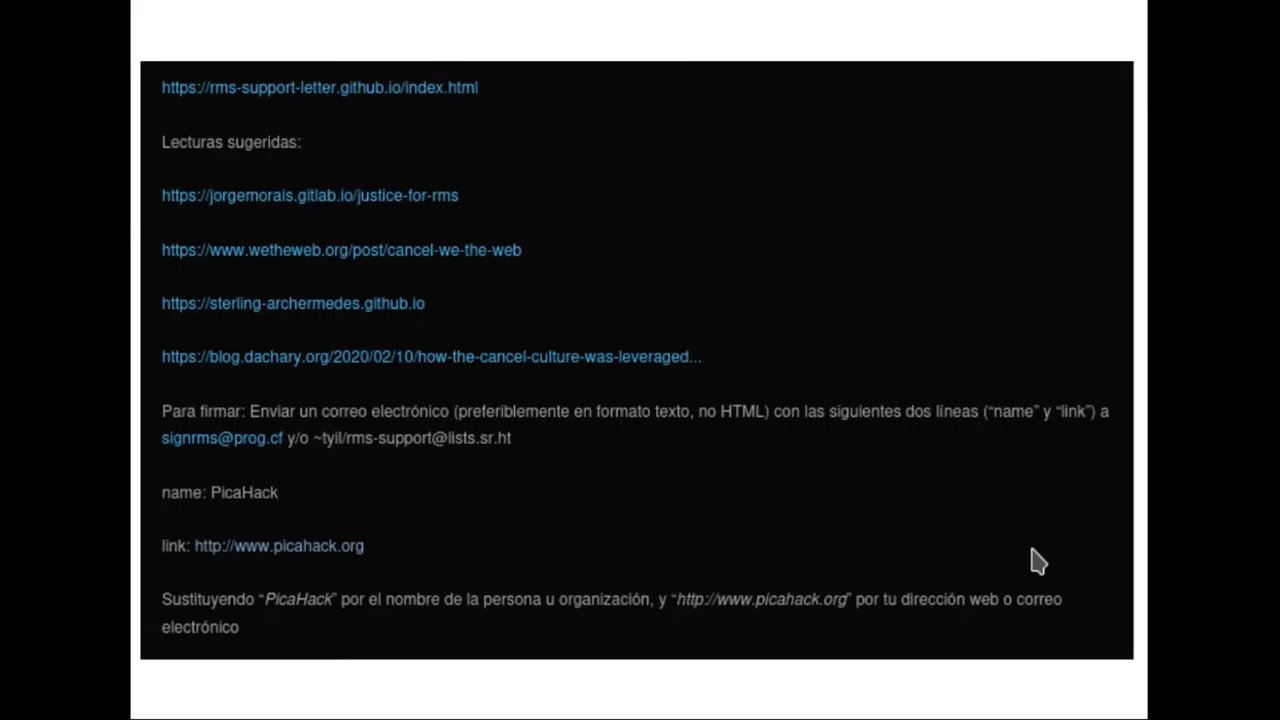 https://rms-support-letter.github.io/index.html
Lecturas sugeridas:
https://jorgemorais.gitlab.io/justice-for-rms
https://www.wetheweb.org/post/cancel-we-the-web
https://sterling-archermedes.github.io
https://blog.dachary.org/2020/02/10/how-the-cancel-culture-was-leveraged...
Para firmar: Enviar un correo electrónico (preferiblemente en formato texto, no HTML) con las siguientes dos líneas (“name” y “link”) a
signrms@prog.cf y/o ~tyil/rms-support@lists.sr.ht
name: PicaHack
link: http://www.picahack.org
Sustituyendo “PicaHack” por el nombre de la persona u organización, y “http://www.picahack.org” por tu dirección web o correo
electrónico